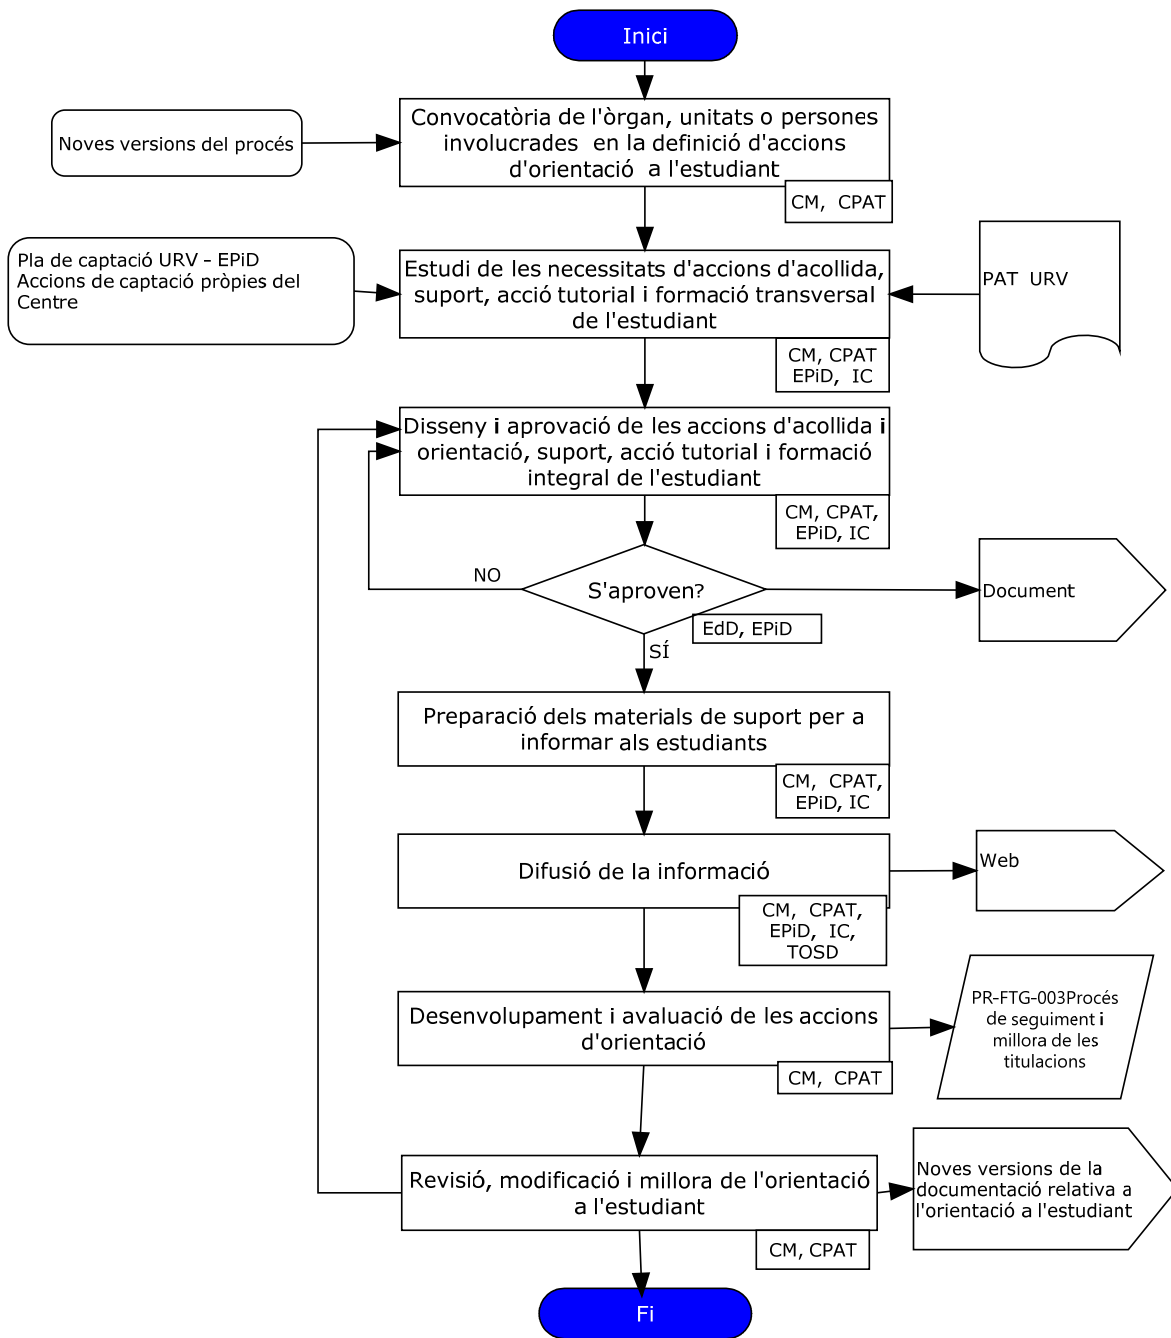 Inici
Noves versions del procés
Convocatòria de l'òrgan, unitats o persones
involucrades en la definició d'accions
d'orientació a l'estudiant
CM, CPAT
Pla de captació URV - EPiD
Accions de captació pròpies del
Centre
Estudi de les necessitats d'accions d'acollida,
suport, acció tutorial i formació transversal
de l'estudiant
PAT URV
CM, CPAT
EPiD, IC
Disseny i aprovació de les accions d'acollida i
orientació, suport, acció tutorial i formació
integral de l'estudiant
CM, CPAT,
EPiD, IC
NO
S'aproven?
Document
EdD, EPiD
SÍ
Preparació dels materials de suport per a
informar als estudiants
CM, CPAT,
EPiD, IC
Difusió de la informació
Web
CM, CPAT,
EPiD, IC,
TOSD
Desenvolupament i avaluació de les accions
d'orientació
PR-FTG-003Procés
de seguiment i
millora de les
titulacions
CM, CPAT
Revisió, modificació i millora de l'orientació
a l'estudiant
Noves versions de la
documentació relativa a
l'orientació a l'estudiant
CM, CPAT
Fi